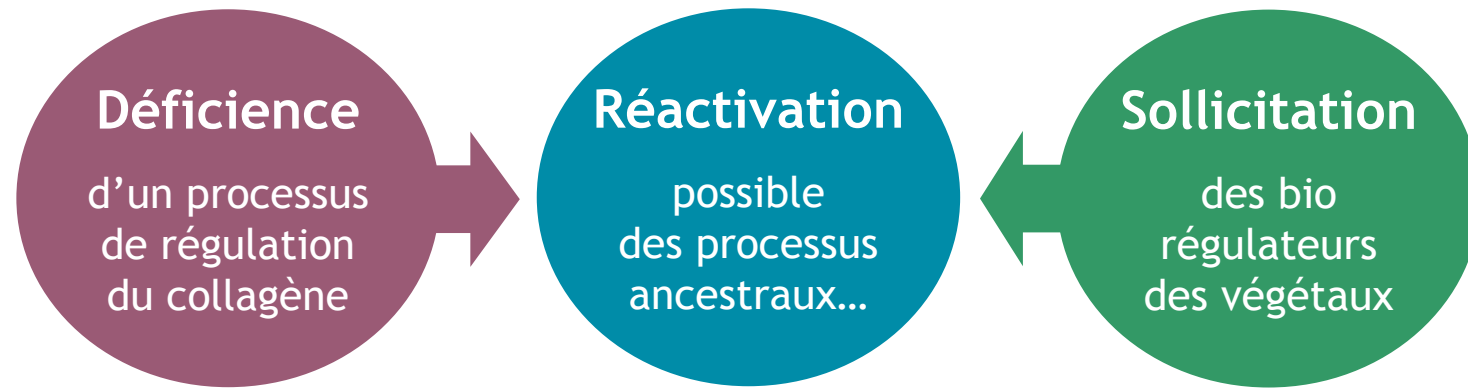 Déficience
d’un processus
de régulation
du collagène
Réactivation
possible
des processus
ancestraux…
Sollicitation
des bio
régulateurs
des végétaux